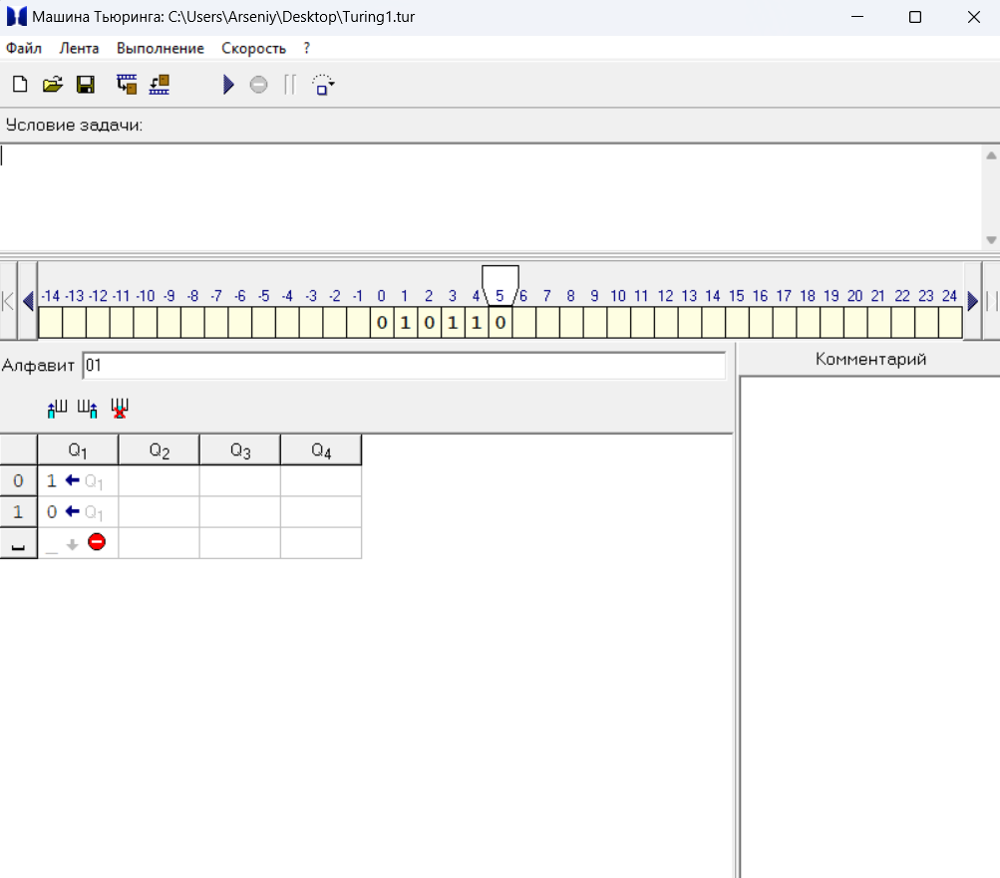 Машина Тьюринга: C:\Users\Arseniy\Desktop\Turing1.tur
Файл Лента Выполнение Скорость ?
Условие задачи:
-14 -13 -12 -11 -10 -9 -8 -7 -6 -5 -4 -3 -2 -1 0 1 2 3 4 5 6 7 8 9 10 11 12 13 14 15 16 17 18 19 20 21 22 23 24
0 1 0 1 1 0
Алфавит 01
Комментарий
Q1 Q2 Q3 Q4
0 1 ← Q1
1 0 ← Q1
_ ↓